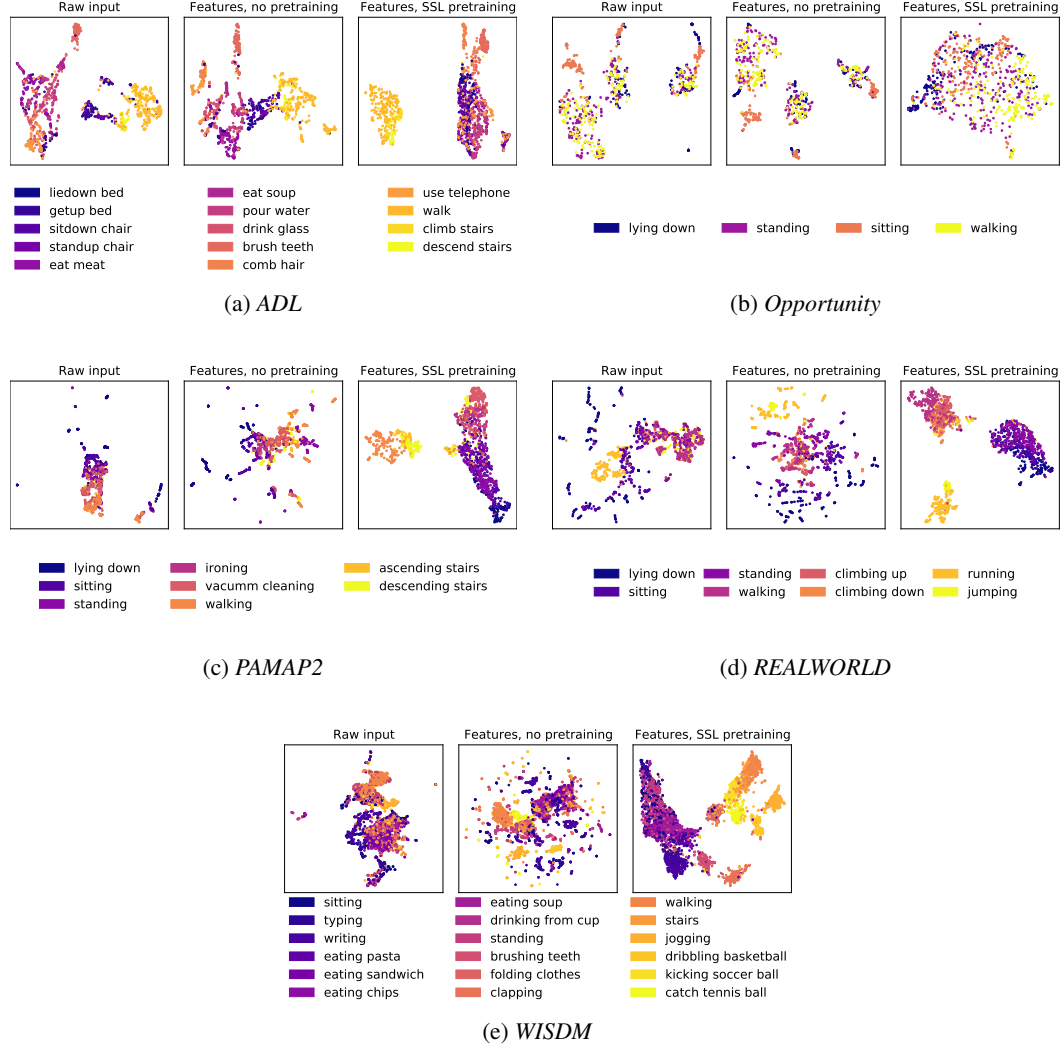 Raw input
Features, no pretraining
Features, SSL pretraining
Raw input
Features, no pretraining
Features, SSL pretraining
liedown bed
getup bed
sitdown chair
standup chair
eat meat
eat soup
pour water
drink glass
brush teeth
comb hair
use telephone
walk
climb stairs
descend stairs
lying down
standing
sitting
walking
(a) ADL
(b) Opportunity
Raw input
Features, no pretraining
Features, SSL pretraining
Raw input
Features, no pretraining
Features, SSL pretraining
lying down
sitting
standing
ironing
vacumm cleaning
walking
ascending stairs
descending stairs
lying down
sitting
standing
walking
climbing up
climbing down
running
jumping
(c) PAMAP2
(d) REALWORLD
Raw input
Features, no pretraining
Features, SSL pretraining
sitting
typing
writing
eating pasta
eating sandwich
eating chips
eating soup
drinking from cup
standing
brushing teeth
folding clothes
clapping
walking
stairs
jogging
dribbling basketball
kicking soccer ball
catch tennis ball
(e) WISDM